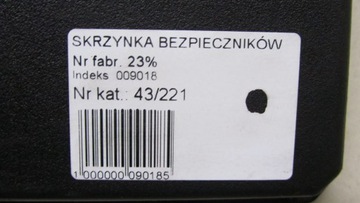 SKRZYNKA BEZPIECZNIKÓW
Nr fabr. 23%
Indeks 009018
Nr kat.: 43/221
1 000000 090185